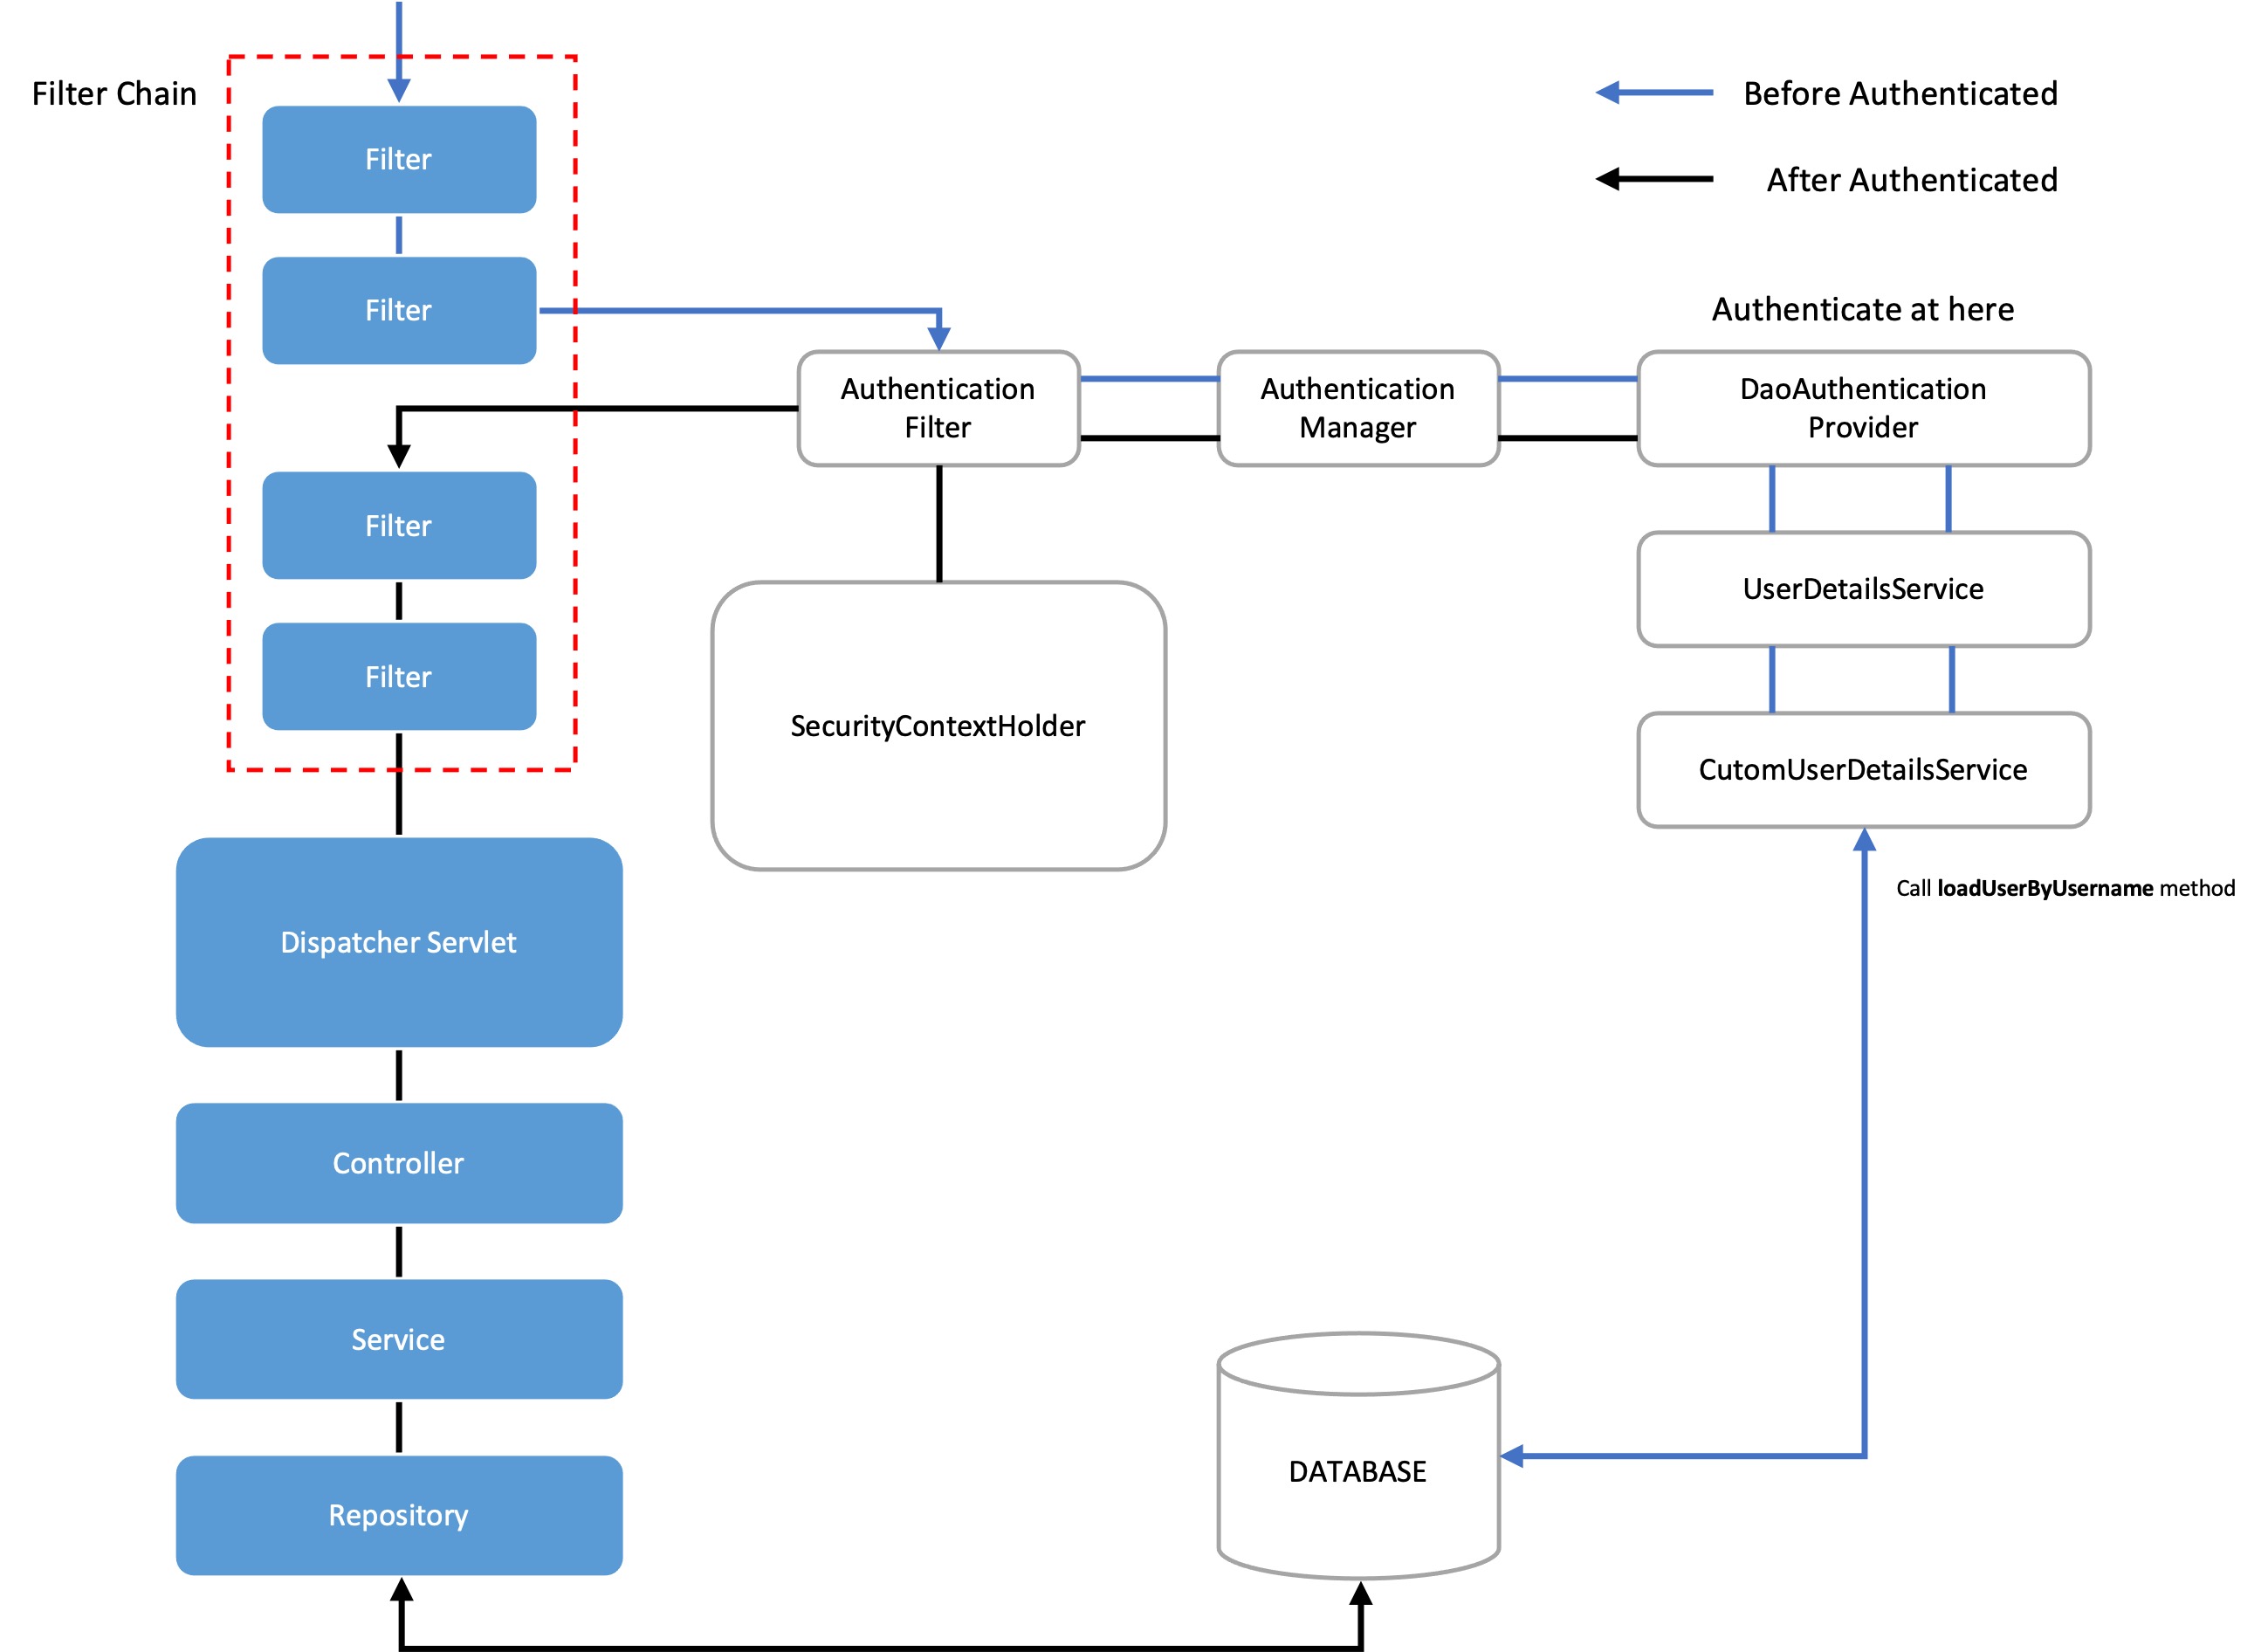 Filter Chain
Before Authenticated
After Authenticated
Filter
Filter
Authenticate at here
Authentication
Filter
Authentication
Manager
DaoAuthentication
Provider
Filter
UserDetailsService
Filter
SecurityContextHolder
CutomUserDetailsService
Call loadUserByUsername method
Dispatcher Servlet
Controller
Service
DATABASE
Repository